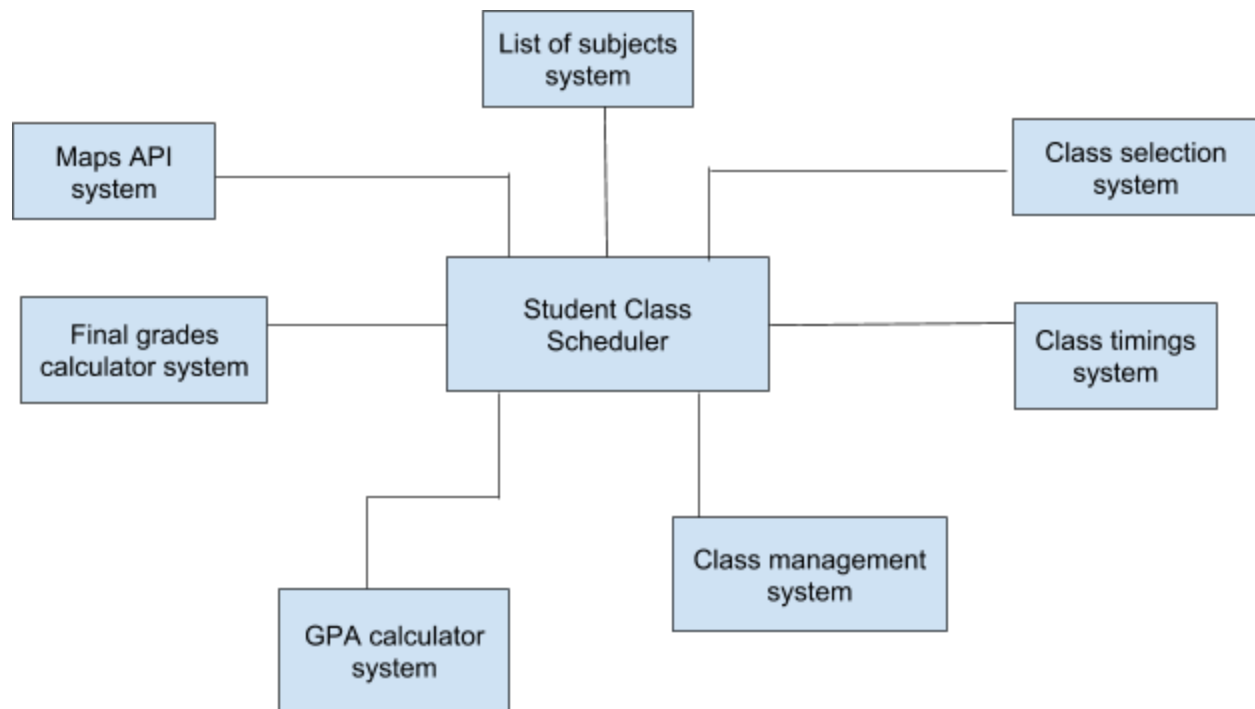 List of subjects
system
Maps API
system
Class selection
system
Student Class
Scheduler
Final grades
calculator system
Class timings
system
Class management
system
GPA calculator
system